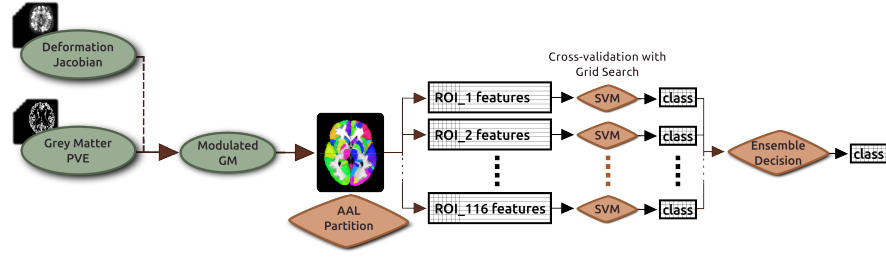 Deformation
Jacobian
Grey Matter
PVE
Modulated
GM
AAL
Partition
Cross-validation with
Grid Search
ROI_1 features
SVM
class
ROI_2 features
SVM
class
ROI_116 features
SVM
class
Ensemble
Decision
class